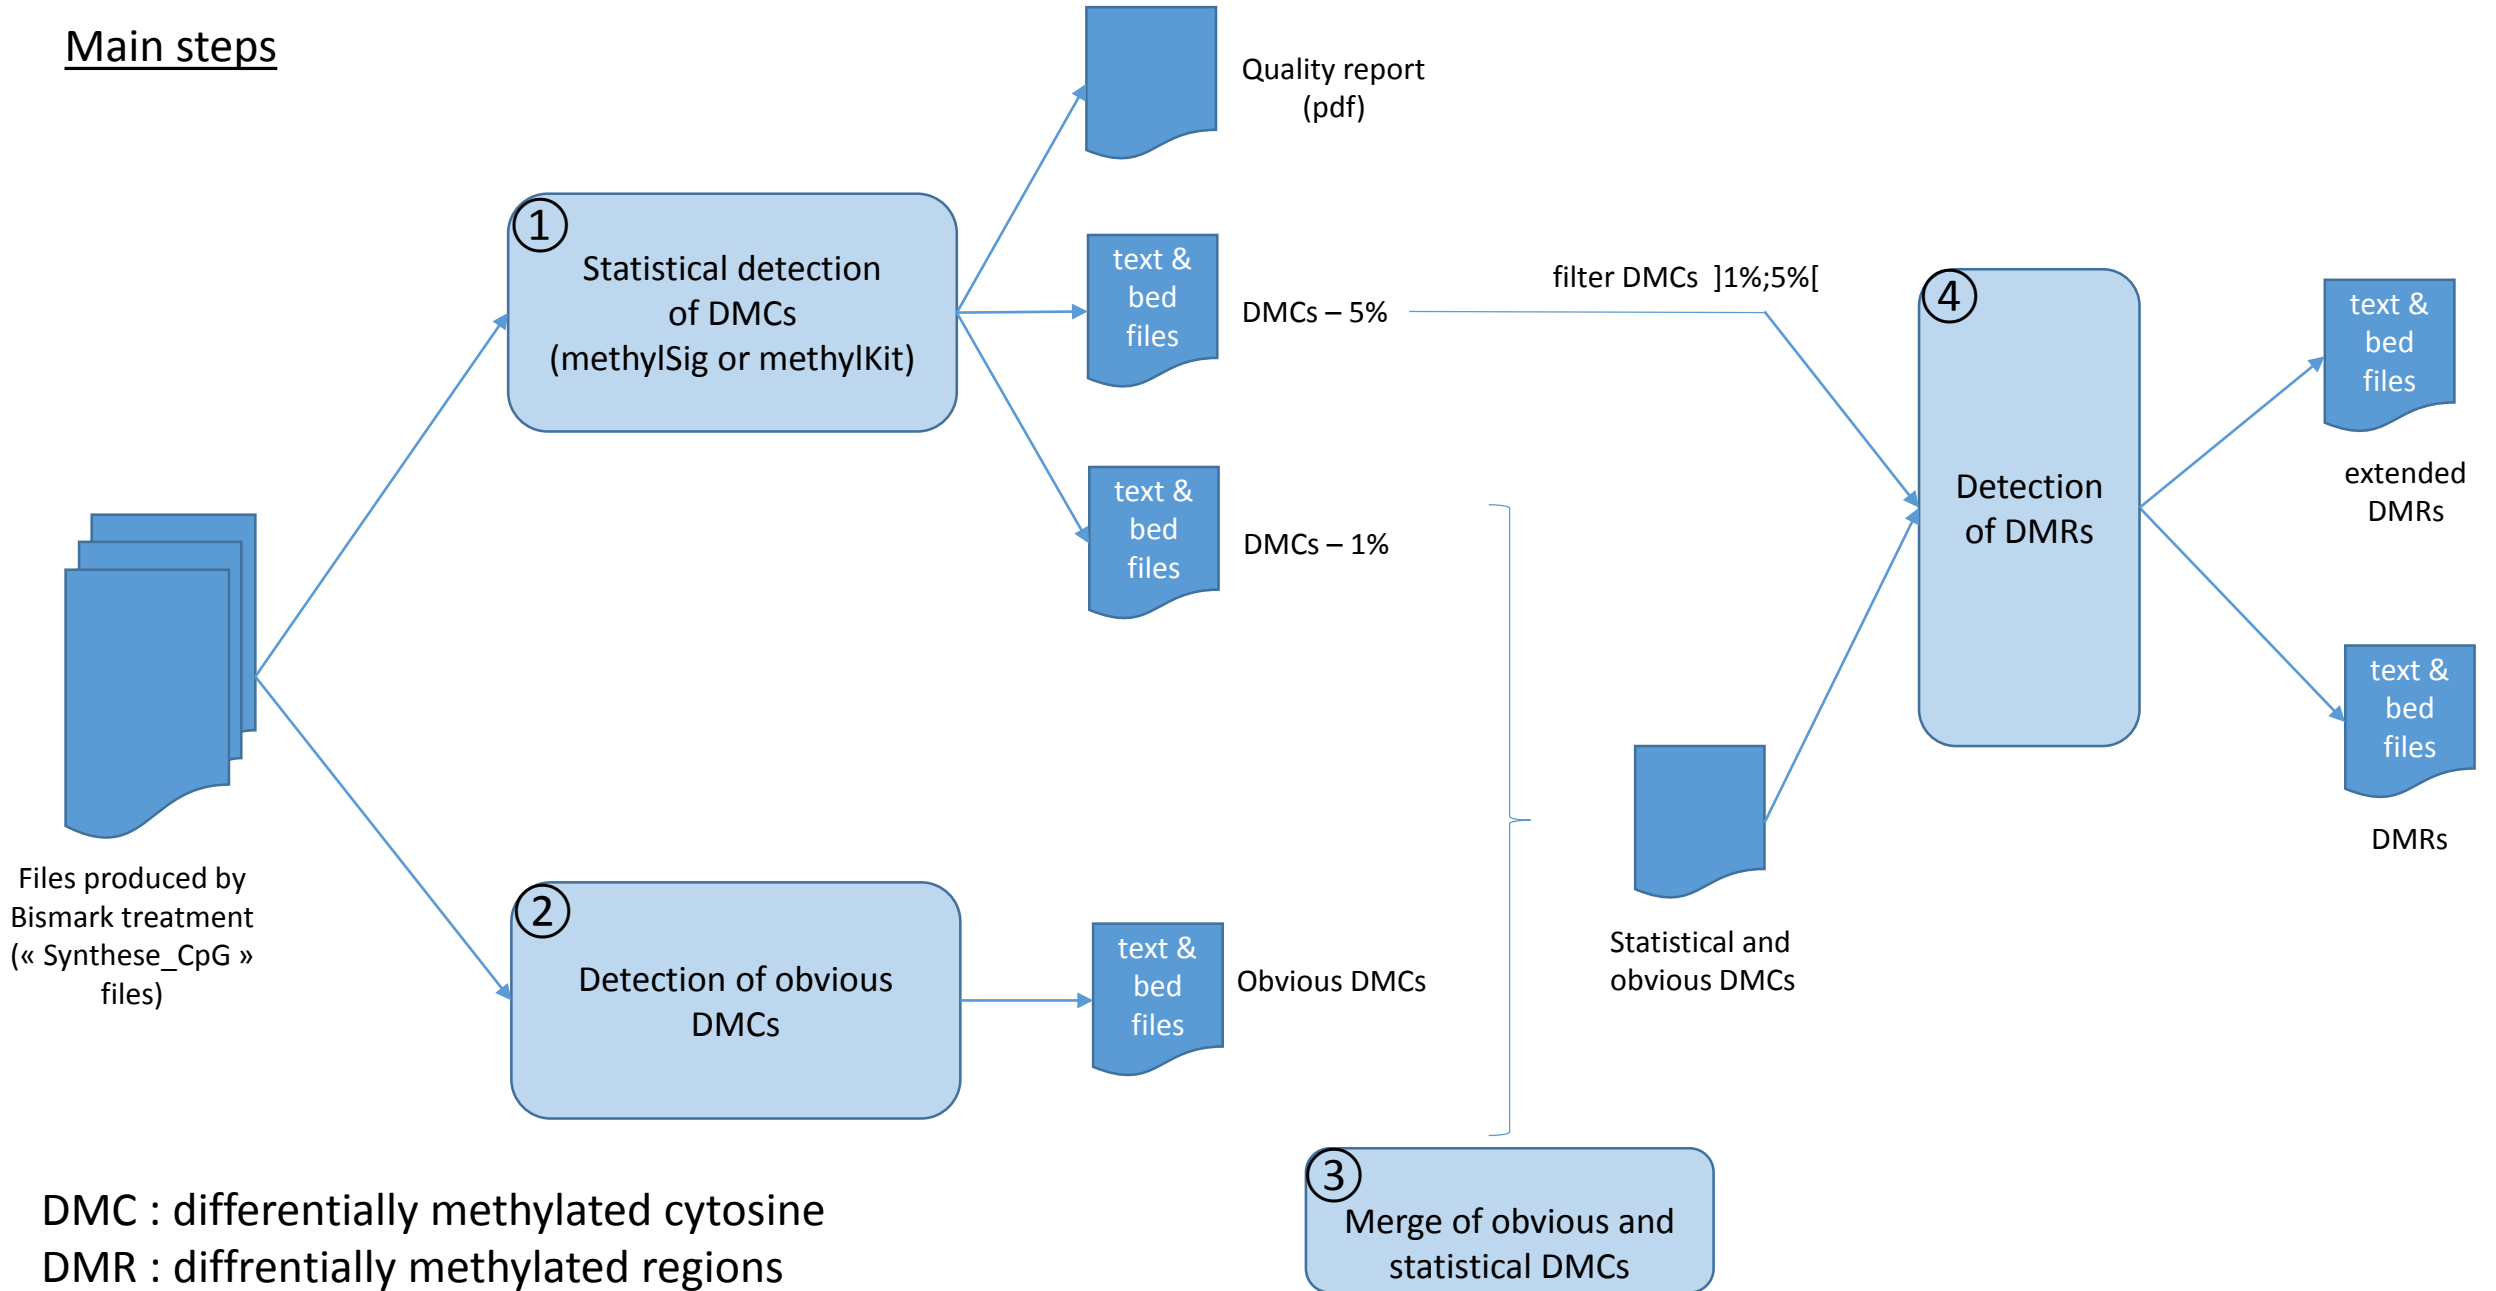 Main steps
Quality report
(pdf)
1
Statistical detection
of DMCs
(methylSig or methylKit)
text &
bed
files
DMCs – 5%
filter DMCs ]1%;5%[
4
Detection
of DMRs
text &
bed
files
extended
DMRs
text &
bed
files
DMCs – 1%
text &
bed
files
DMRs
Files produced by
Bismark treatment
(« Synthese_CpG »
files)
2
Detection of obvious
DMCs
text &
bed
files
Obvious DMCs
Statistical and
obvious DMCs
3
Merge of obvious and
statistical DMCs
DMC : differentially methylated cytosine
DMR : diffrentially methylated regions